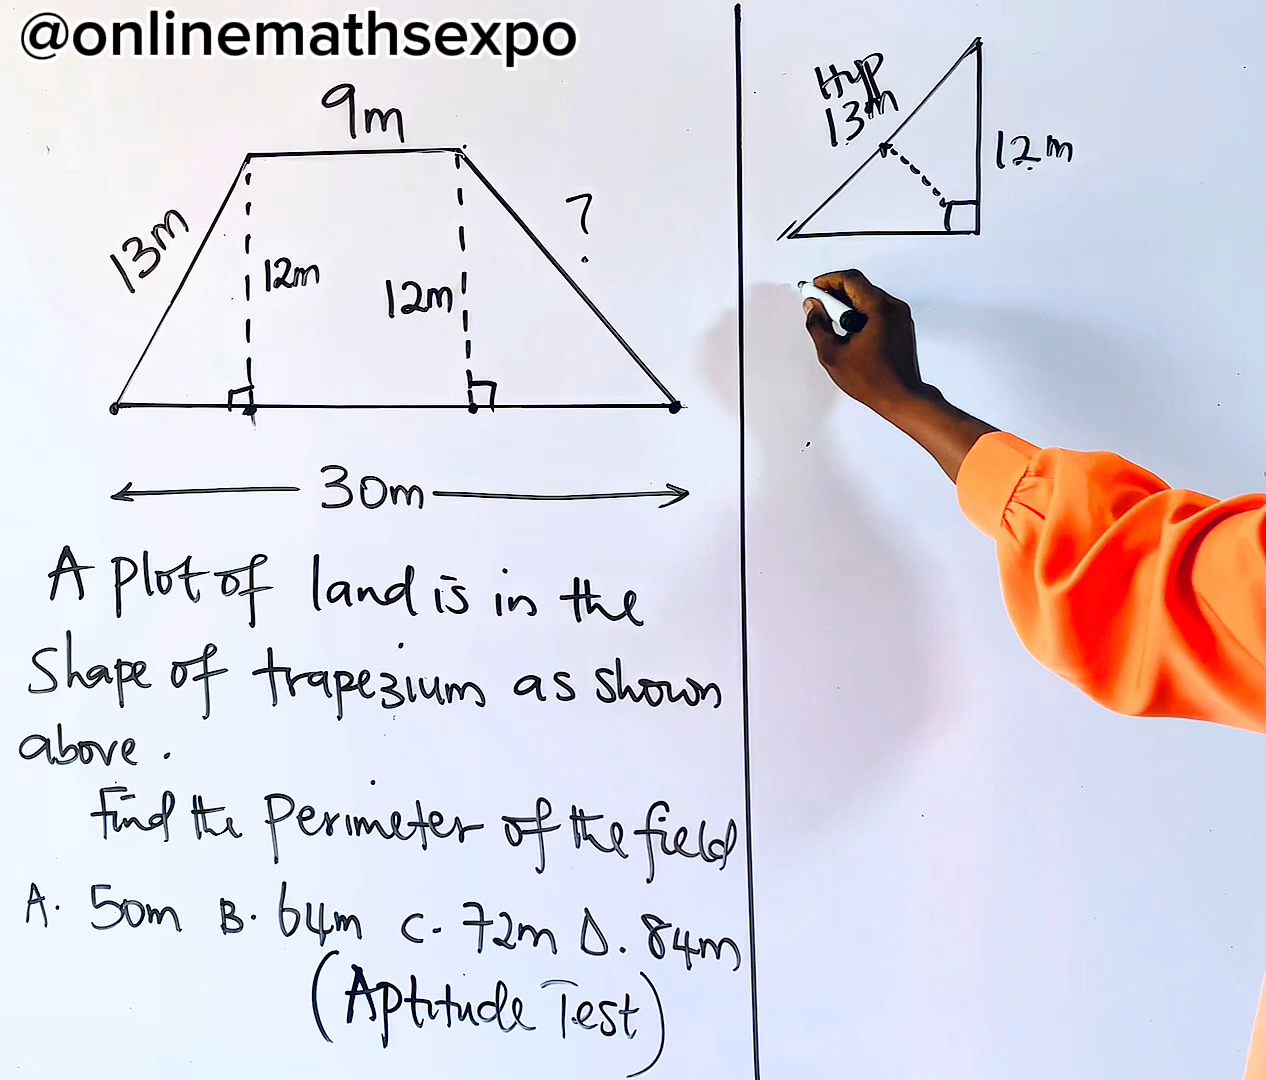 @onlinemathsexpo
9m
13m
12m
12m
?
30m
A plot of land is in the
shape of trapezium as shown
above.
Find the perimeter of the field
A. 50m B. 64m C. 72m D. 84m
(Aptitude Test)
Hyp
13m
12m